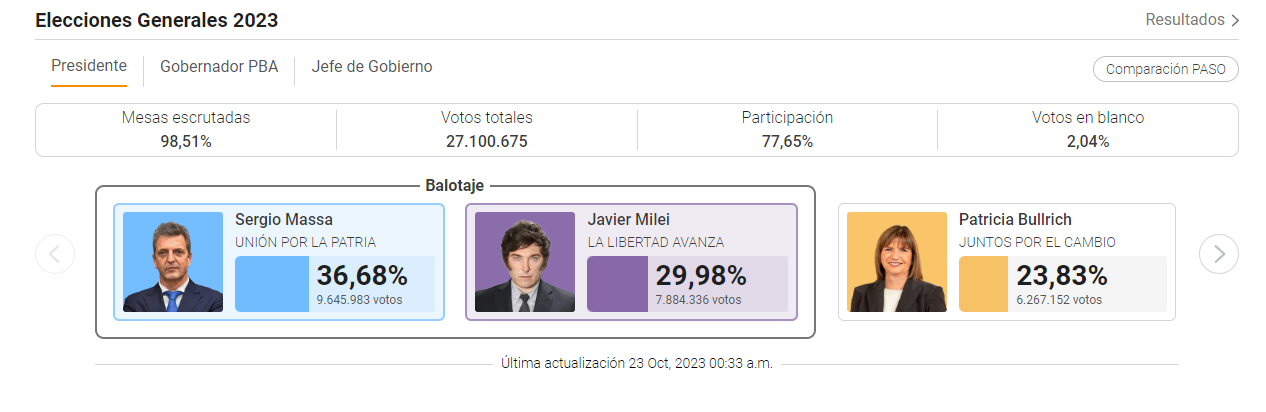 Elecciones Generales 2023
Resultados
Presidente
Gobernador PBA
Jefe de Gobierno
Comparación PASO
Mesas escrutadas
98,51%
Votos totales
27.100.675
Participación
77,65%
Votos en blanco
2,04%
Balotaje
Sergio Massa
UNIÓN POR LA PATRIA
36,68%
9.645.983 votos
Javier Milei
LA LIBERTAD AVANZA
29,98%
7.884.336 votos
Patricia Bullrich
JUNTOS POR EL CAMBIO
23,83%
6.267.152 votos
Última actualización 23 Oct, 2023 00:33 a.m.